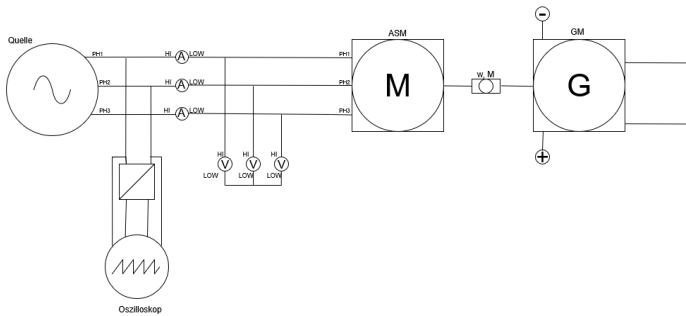 Quelle
PH1 HI A LOW PH1
PH2 HI A LOW PH2
PH3 HI A LOW PH3
ASM
M
w, M
GM
-
G
+
HI HI HI
V V V
LOW LOW LOW
Oszilloskop